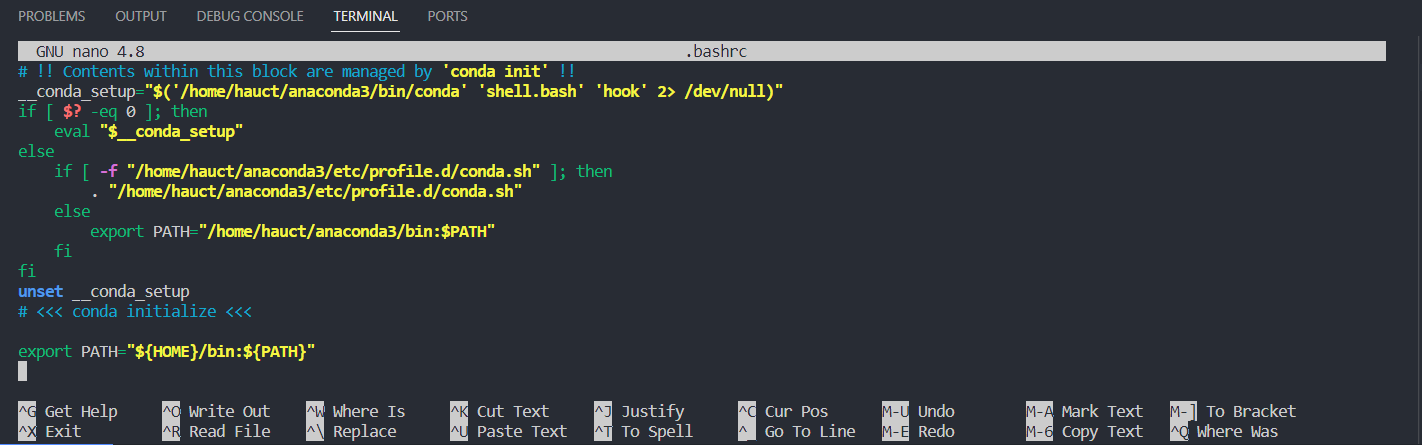 PROBLEMS OUTPUT DEBUG CONSOLE TERMINAL PORTS
GNU nano 4.8 .bashrc
# !! Contents within this block are managed by 'conda init' !!
__conda_setup="$('/home/hauct/anaconda3/bin/conda' 'shell.bash' 'hook' 2> /dev/null)"
if [ $? -eq 0 ]; then
    eval "$__conda_setup"
else
    if [ -f "/home/hauct/anaconda3/etc/profile.d/conda.sh" ]; then
        . "/home/hauct/anaconda3/etc/profile.d/conda.sh"
    else
        export PATH="/home/hauct/anaconda3/bin:$PATH"
    fi
fi
unset __conda_setup
# <<< conda initialize <<<
export PATH="${HOME}/bin:${PATH}"
^G Get Help ^O Write Out ^W Where Is ^K Cut Text ^J Justify ^C Cur Pos M-U Undo M-A Mark Text M-] To Bracket
^X Exit ^R Read File ^\ Replace ^U Paste Text ^T To Spell ^_ Go To Line M-E Redo M-6 Copy Text ^Q Where Was